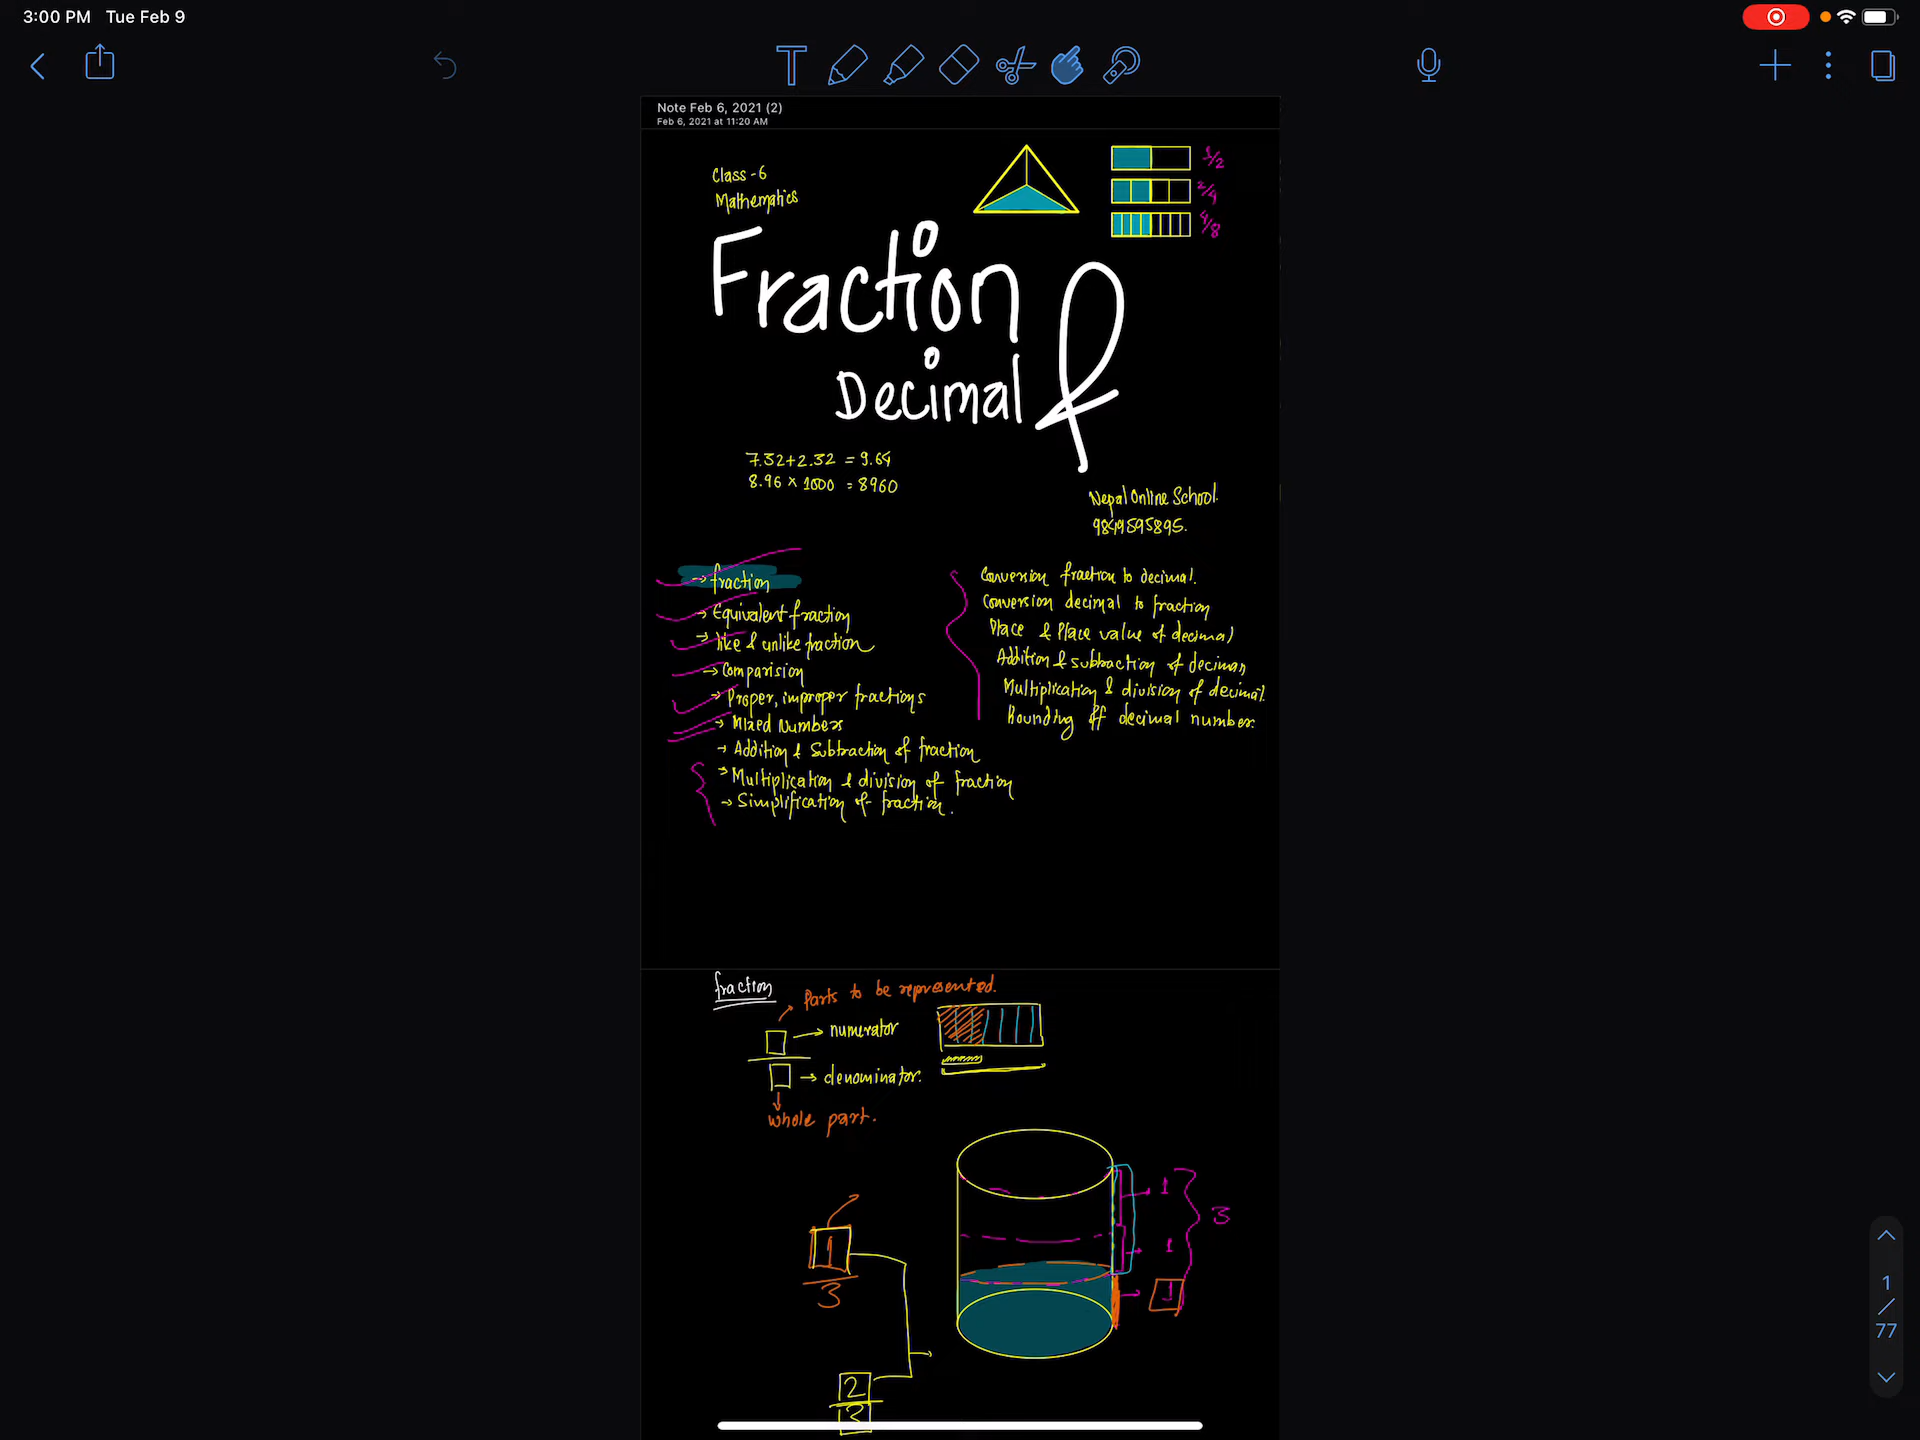 3:00 PM Tue Feb 9
Note Feb 6, 2021 (2)
Feb 6, 2021 at 11:20 AM
Class-6
Mathematics
1/2
2/4
4/8
Fraction &
Decimal
7.32+2.32 = 9.64
8.96 × 1000 = 8960
Nepal Online School.
9849595895.
→ fraction
→ Equivalent fraction
→ like & unlike fraction
→ Comparision
→ Proper, improper fractions
→ Mixed Numbers
→ Addition & Subtraction of fraction
→ Multiplication & division of fraction
→ Simplification of fraction.
Conversion fraction to decimal.
Conversion decimal to fraction
Place & Place value of decimal
Addition & subtraction of decimal
Multiplication & division of decimal.
Rounding off decimal number.
fraction
Parts to be represented.
→ numerator
→ denominator.
whole part.
1
3
1
1
1
3
2
3
1
/
77